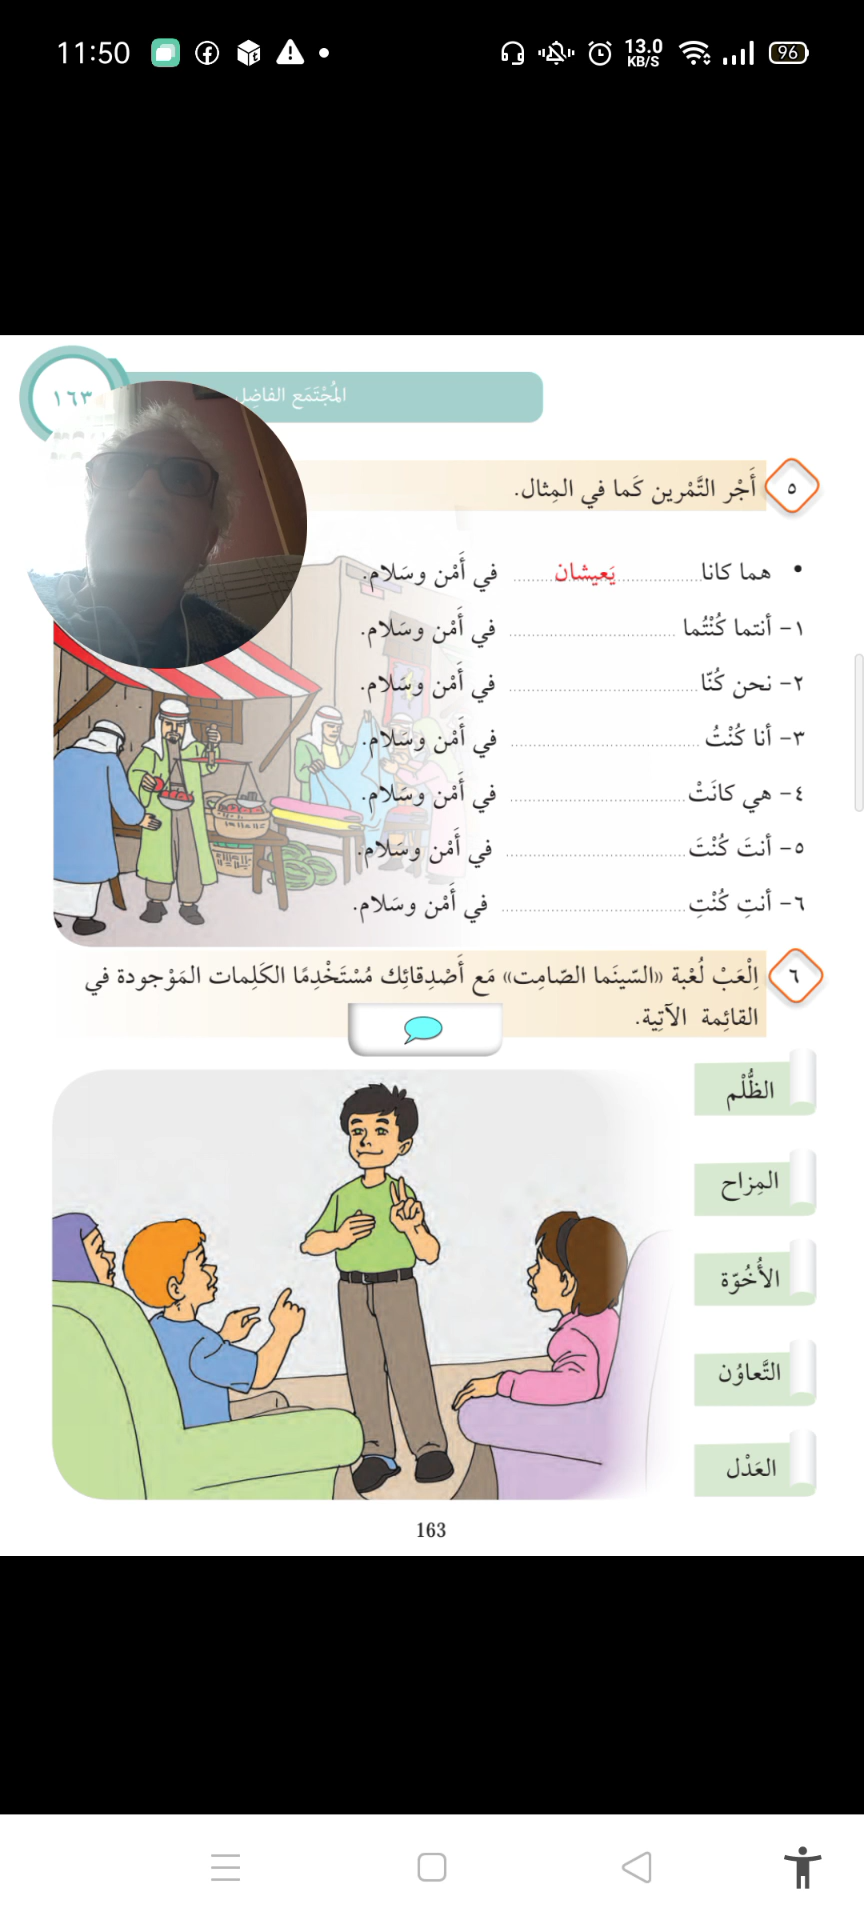 11:50
13.0
KB/S
96
١٦٣
المُجْتَمَع الفاضِل
٥ أَجْر التَّمْرين كَما في المِثال.
• هما كانا ............ يَعيشان ............ في أَمْن وسَلام.
١- أنتما كُنْتُما ........................ في أَمْن وسَلام.
٢- نحن كُنّا ........................ في أَمْن وسَلام.
٣- أنا كُنْتُ ........................ في أَمْن وسَلام.
٤- هي كانَتْ ........................ في أَمْن وسَلام.
٥- أنتَ كُنْتَ ........................ في أَمْن وسَلام.
٦- أنتِ كُنْتِ ........................ في أَمْن وسَلام.
٦ اِلْعَبْ لُعْبة «السّينَما الصّامِت» مَع أَصْدِقائِك مُسْتَخْدِمًا الكَلِمات المَوْجودة في
القائِمة الآتِية.
الظُّلْم
المِزاح
الأُخُوّة
التَّعاوُن
العَدْل
163